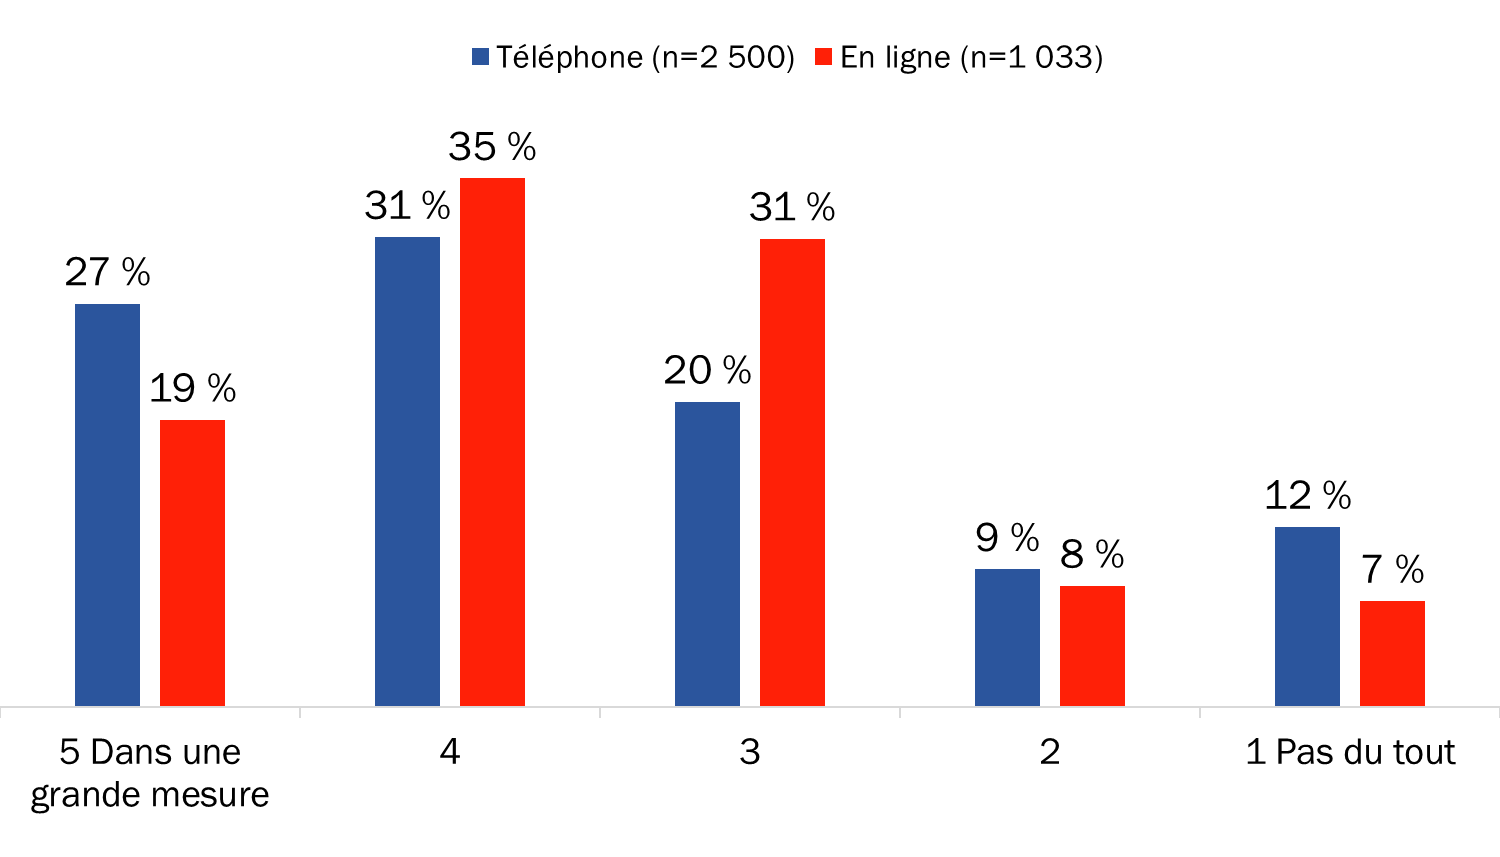 Téléphone (n=2 500) En ligne (n=1 033)
27 % 19 % 31 % 35 % 20 % 31 % 9 % 8 % 12 % 7 %
5 Dans une 4 3 2 1 Pas du tout
grande mesure